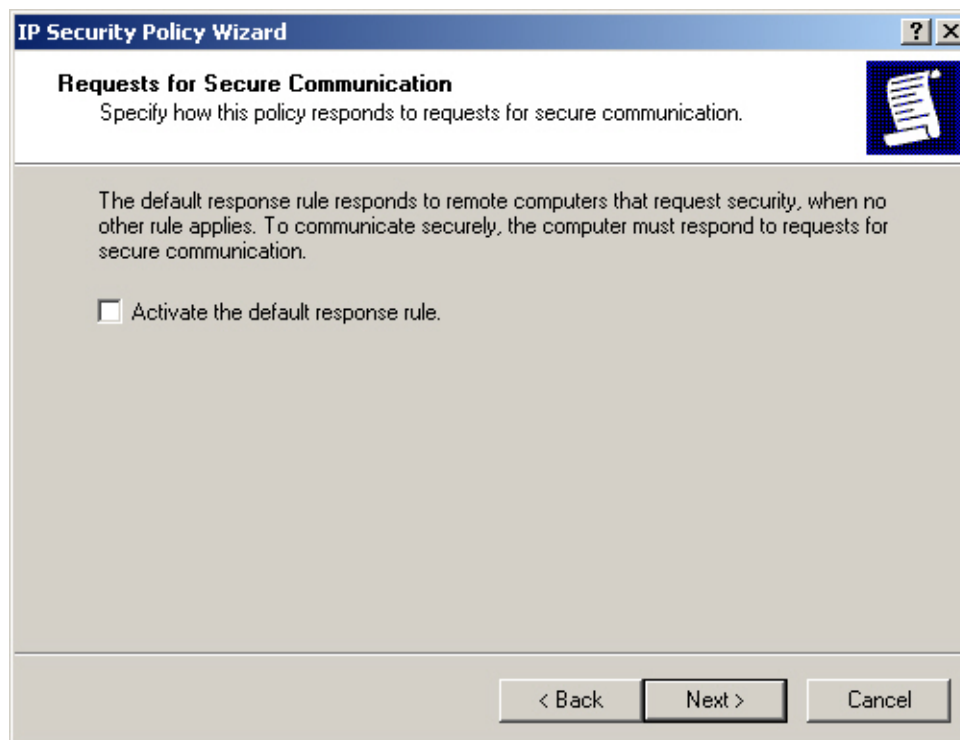 IP Security Policy Wizard
Requests for Secure Communication
Specify how this policy responds to requests for secure communication.
The default response rule responds to remote computers that request security, when no
other rule applies. To communicate securely, the computer must respond to requests for
secure communication.
Activate the default response rule.
< Back Next > Cancel